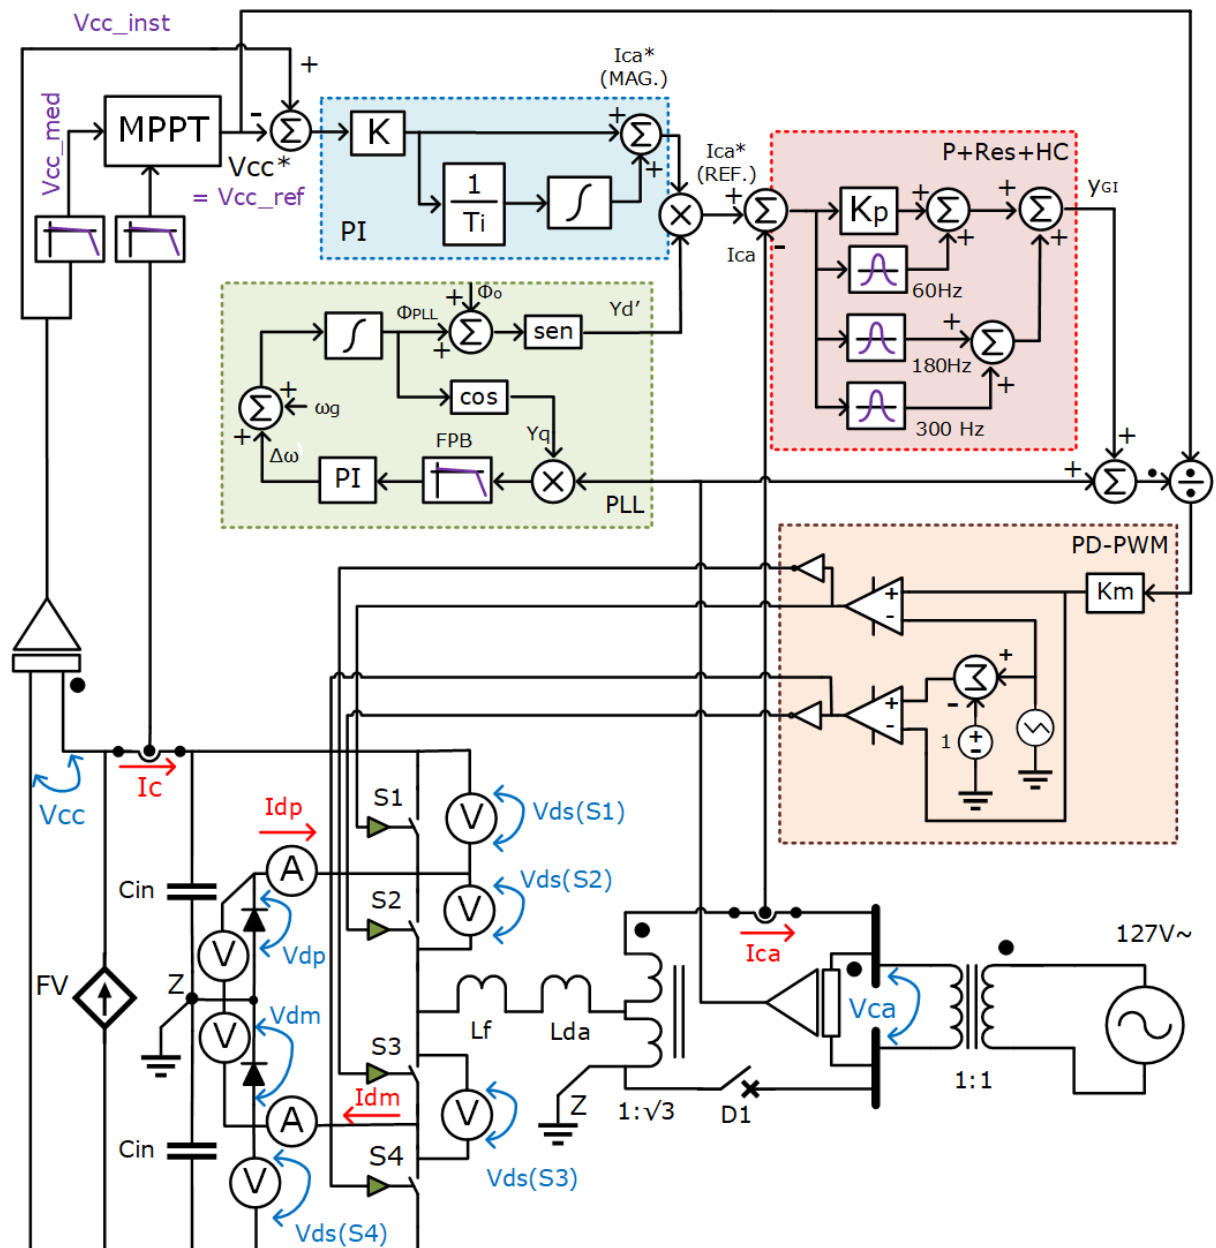 Vcc_inst
+
Ica*
(MAG.)
Vcc_med
MPPT
-
Σ
K
+
Σ
Vcc*
= Vcc_ref
+
1
Ti
∫
PI
×
Ica*
(REF.)
+
Σ
Ica
-
P+Res+HC
yGI
Kp
+
Σ
+
+
Σ
+
60Hz
+
Σ
180Hz
+
300 Hz
+
Φo
ΦPLL
Yd'
∫
+
Σ
sen
cos
+
Σ
ωg
+
Δω
Yq
FPB
PI
×
PLL
+
+
Σ
÷
PD-PWM
Km
+
-
+
Σ
+
-
-
1
+
-
Vcc
Ic
Idp
S1
V
Vds(S1)
A
Cin
S2
V
Vds(S2)
V
Vdp
FV
Z
Vdm
V
Lf
Lda
Ica
127V~
Vca
S3
Idm
V
A
Z
1:√3
D1
1:1
Cin
S4
Vds(S3)
V
Vds(S4)